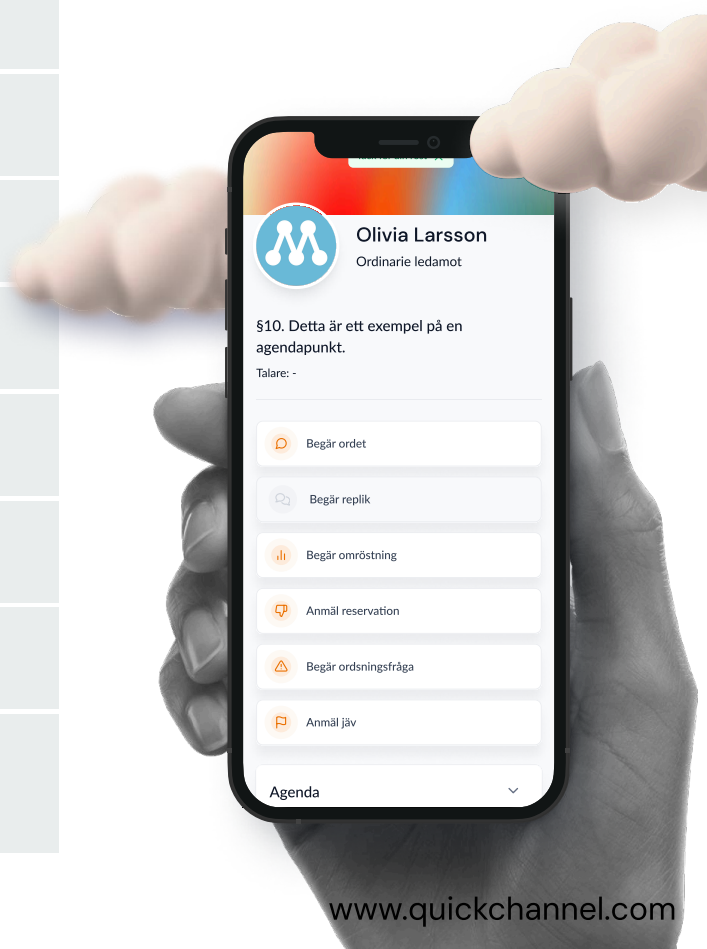 Olivia Larsson
Ordinarie ledamot
§10. Detta är ett exempel på en
agendapunkt.
Talare: -
Begär ordet
Begär replik
Begär omröstning
Anmäl reservation
Begär ordsningsfråga
Anmäl jäv
Agenda
www.quickchannel.com